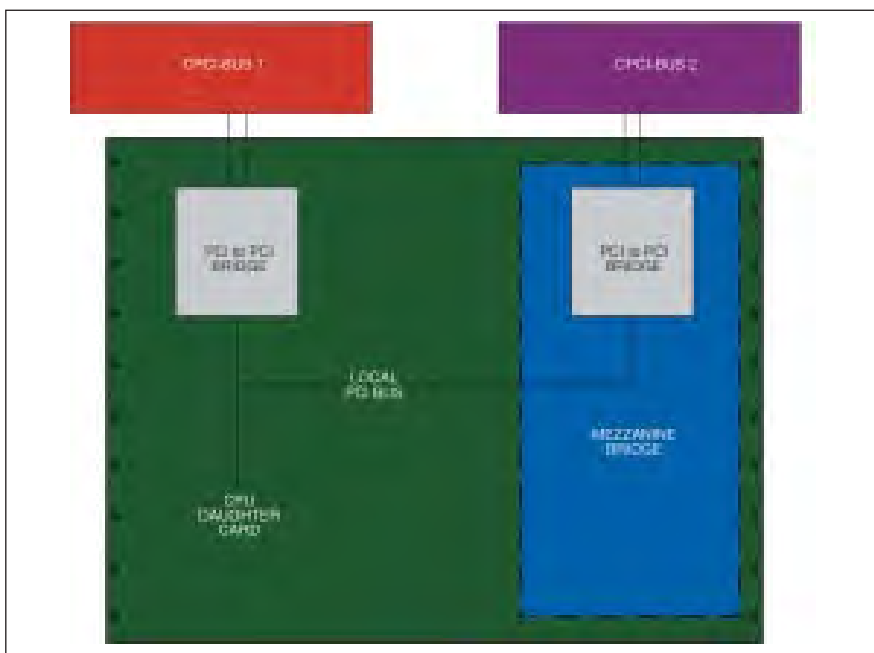 CPCI-BUS 1
CPCI-BUS 2
PCI to PCI
BRIDGE
PCI to PCI
BRIDGE
LOCAL
PCI BUS
MEZZANINE
BRIDGE
CPU
DAUGHTER
CARD